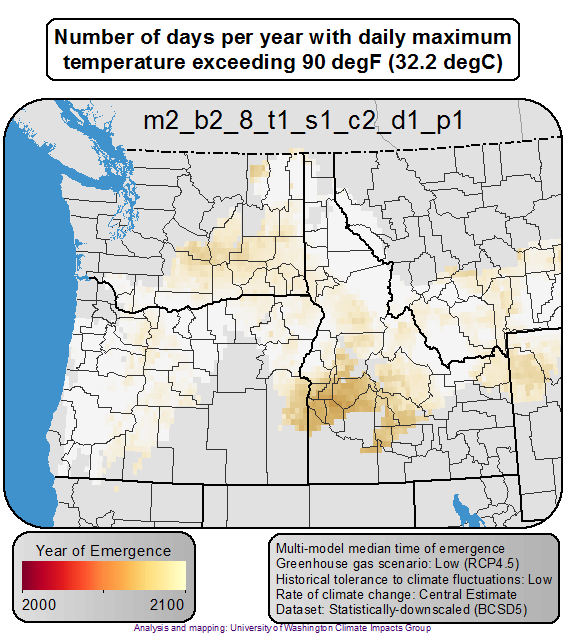 Number of days per year with daily maximum
temperature exceeding 90 degF (32.2 degC)
m2_b2_8_t1_s1_c2_d1_p1
Year of Emergence
2000 2100
Multi-model median time of emergence
Greenhouse gas scenario: Low (RCP4.5)
Historical tolerance to climate fluctuations: Low
Rate of climate change: Central Estimate
Dataset: Statistically-downscaled (BCSD5)
Analysis and mapping: University of Washington Climate Impacts Group